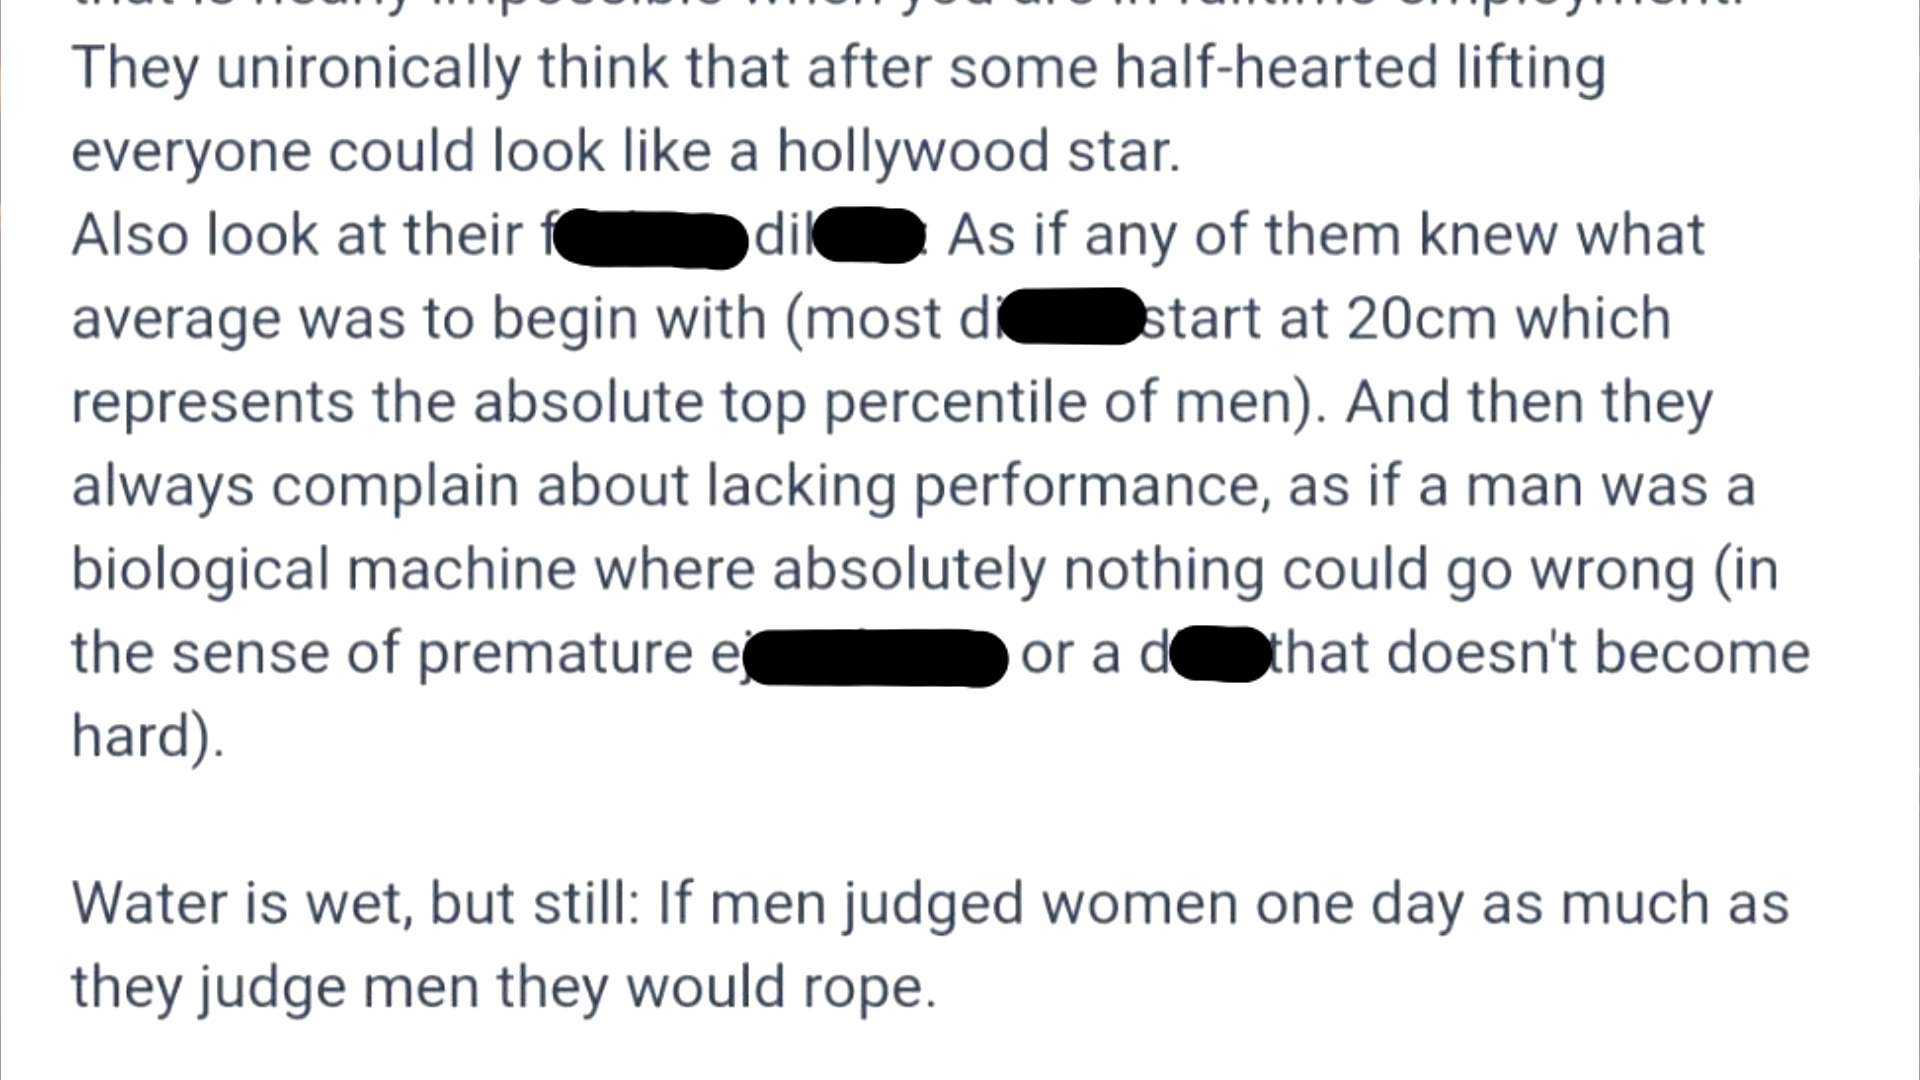 They unironically think that after some half-hearted lifting
everyone could look like a hollywood star.
Also look at their f dil : As if any of them knew what
average was to begin with (most di start at 20cm which
represents the absolute top percentile of men). And then they
always complain about lacking performance, as if a man was a
biological machine where absolutely nothing could go wrong (in
the sense of premature ej or a d that doesn't become
hard).
Water is wet, but still: If men judged women one day as much as
they judge men they would rope.